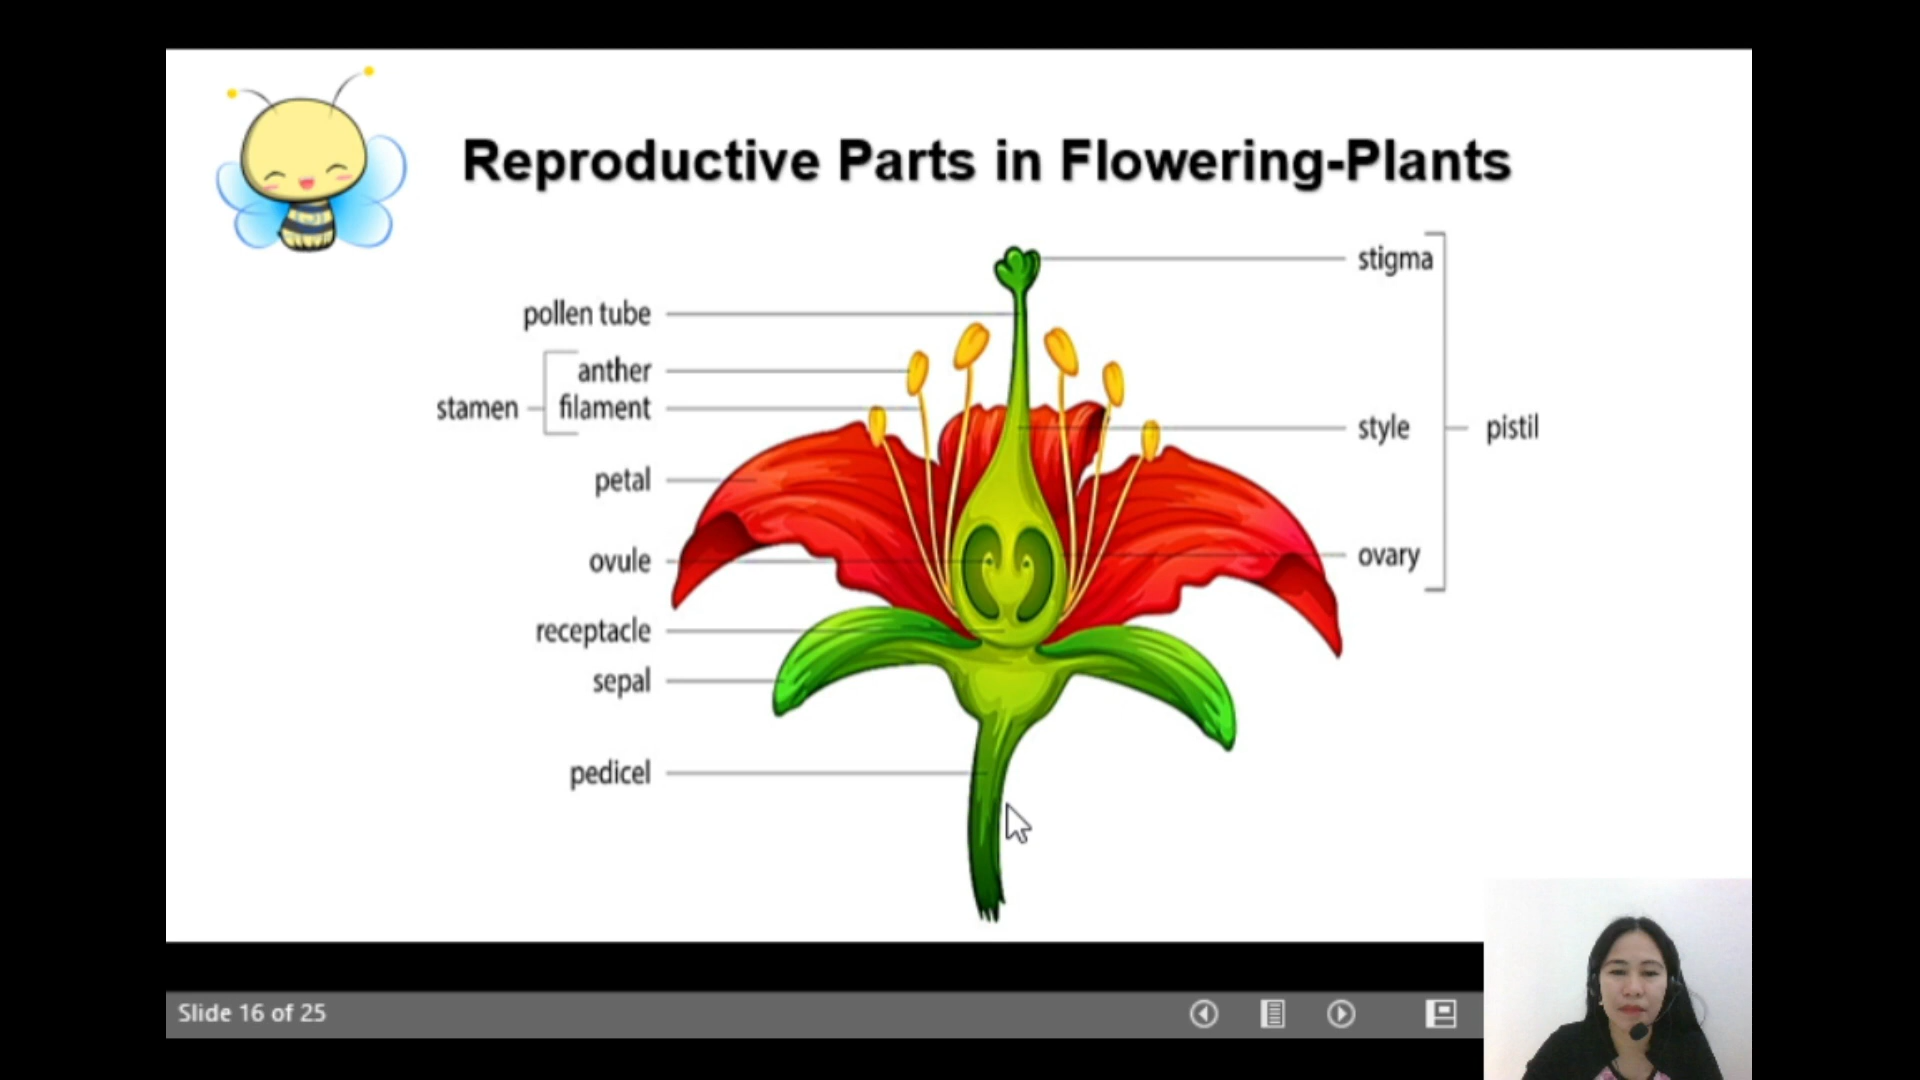 Reproductive Parts in Flowering-Plants
stigma
pollen tube
anther
stamen
filament
style
pistil
petal
ovule
ovary
receptacle
sepal
pedicel
Slide 16 of 25